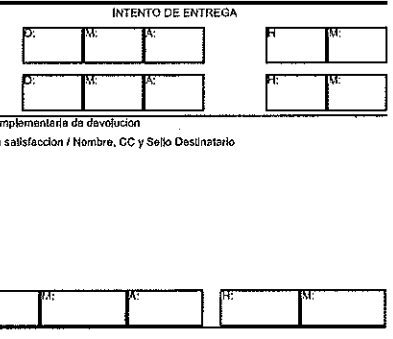 INTENTO DE ENTREGA
D: M: A: H M:
D: M: A: H: M:
mplementaria de devolucion
satisfaccion / Nombre, CC y Sello Destinatario
M: A: H: M: